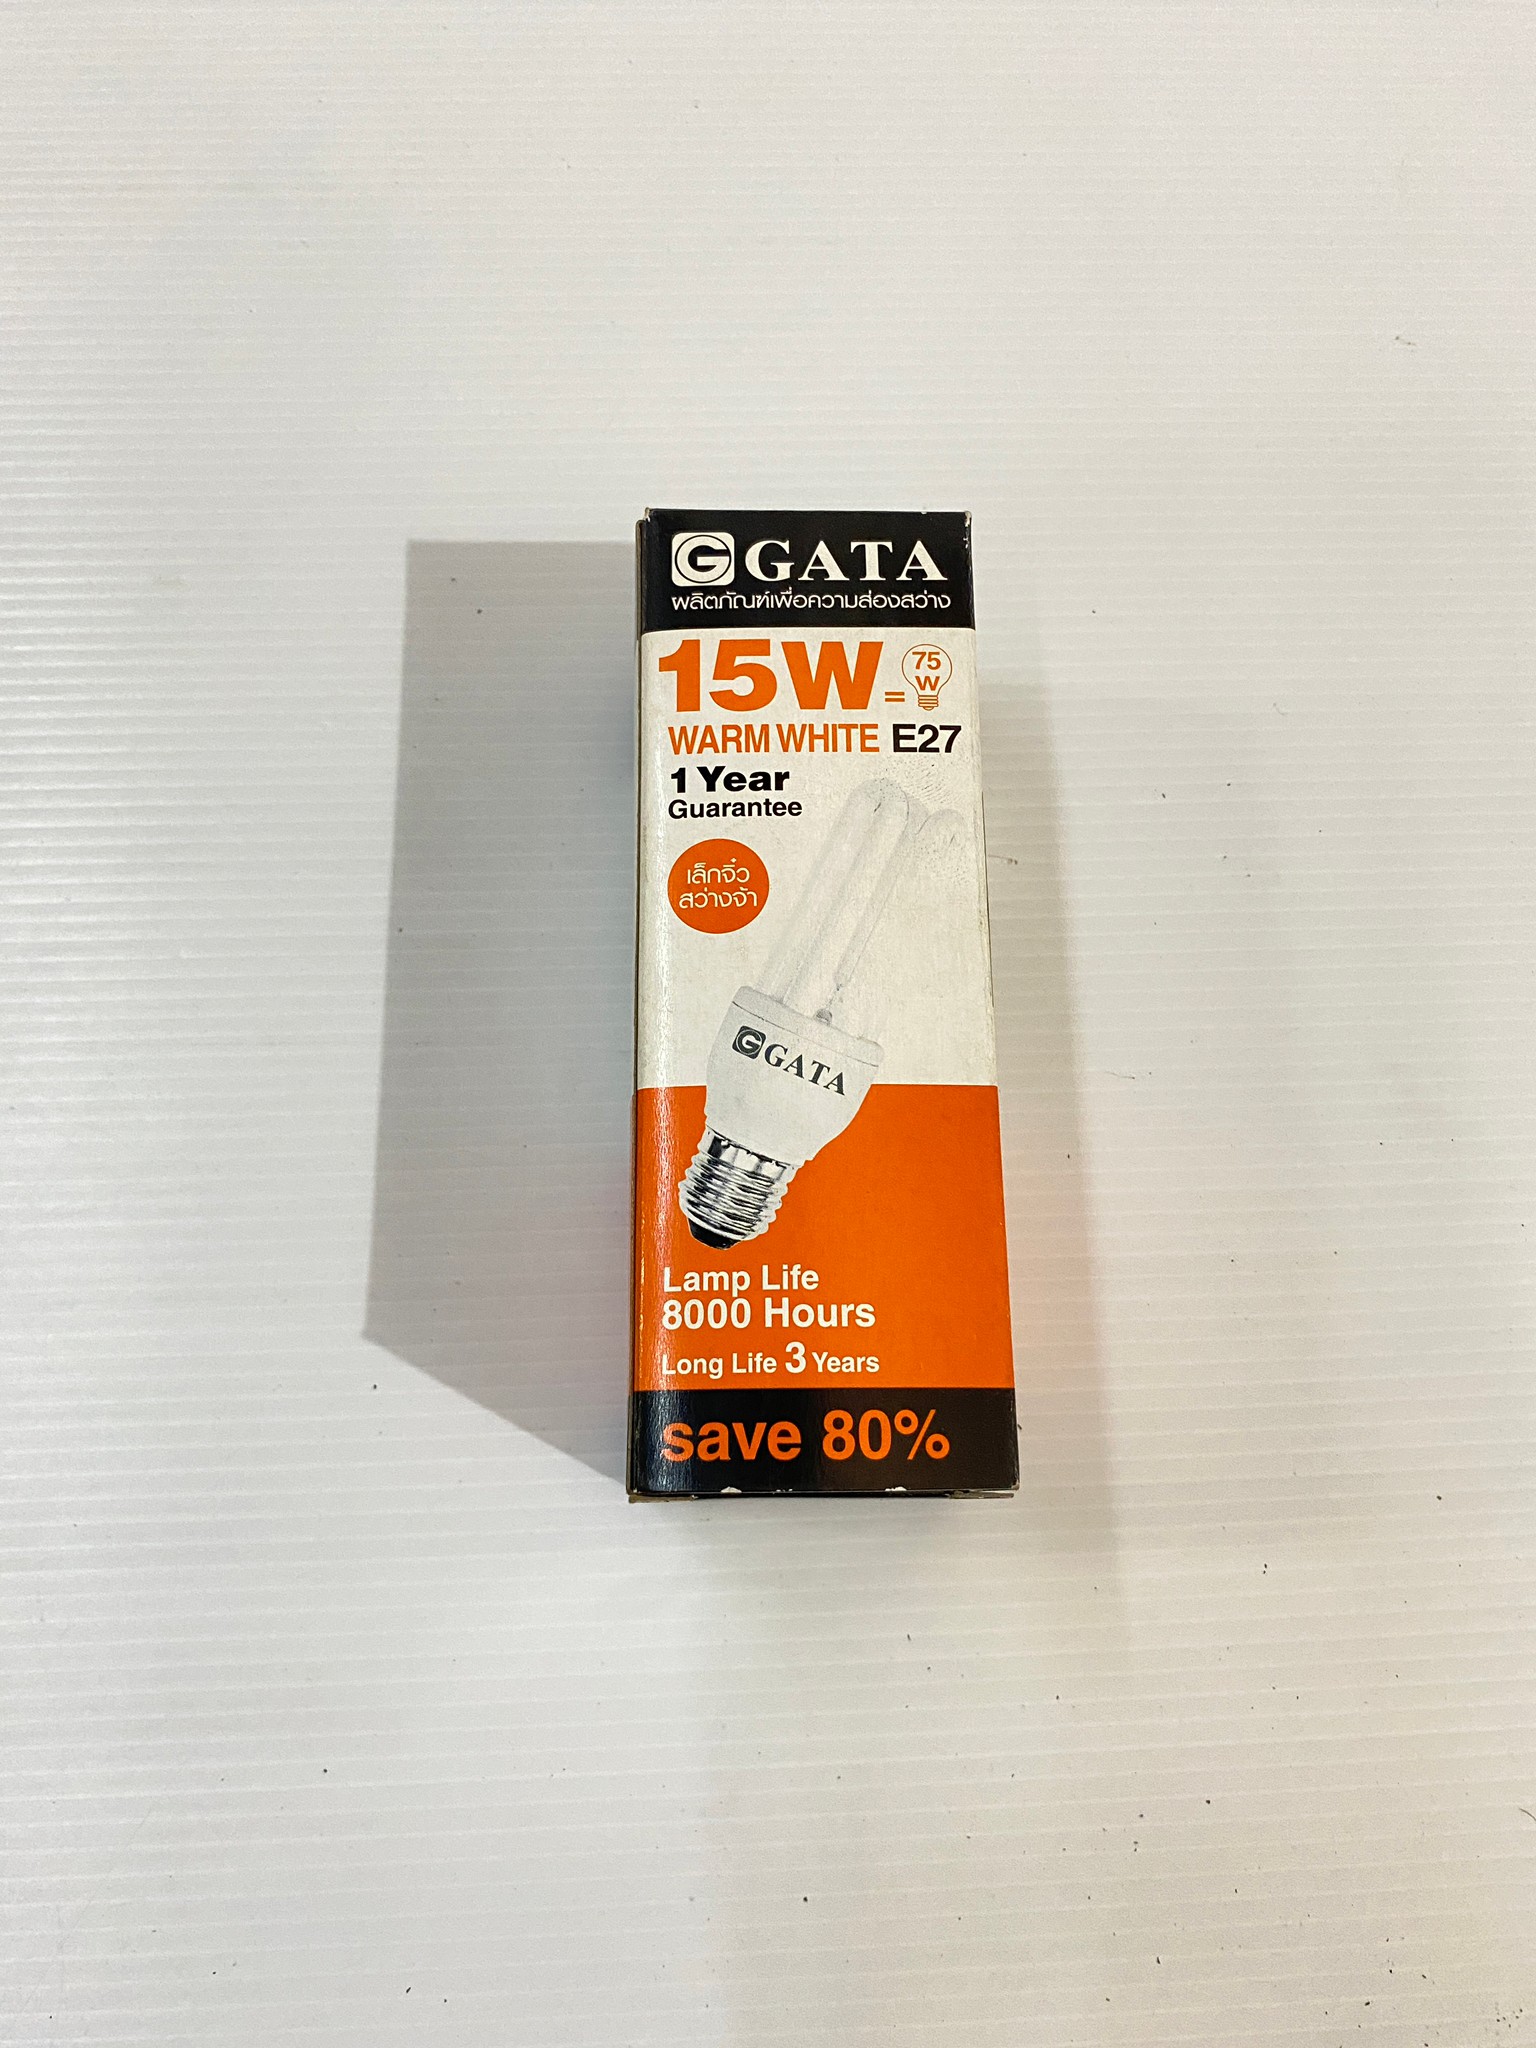 G GATA
ผลิตภัณฑ์เพื่อความส่องสว่าง
15W = 75 W
WARM WHITE E27
1 Year
Guarantee
เล็กจิ๋ว
สว่างจ้า
G GATA
Lamp Life
8000 Hours
Long Life 3 Years
save 80%